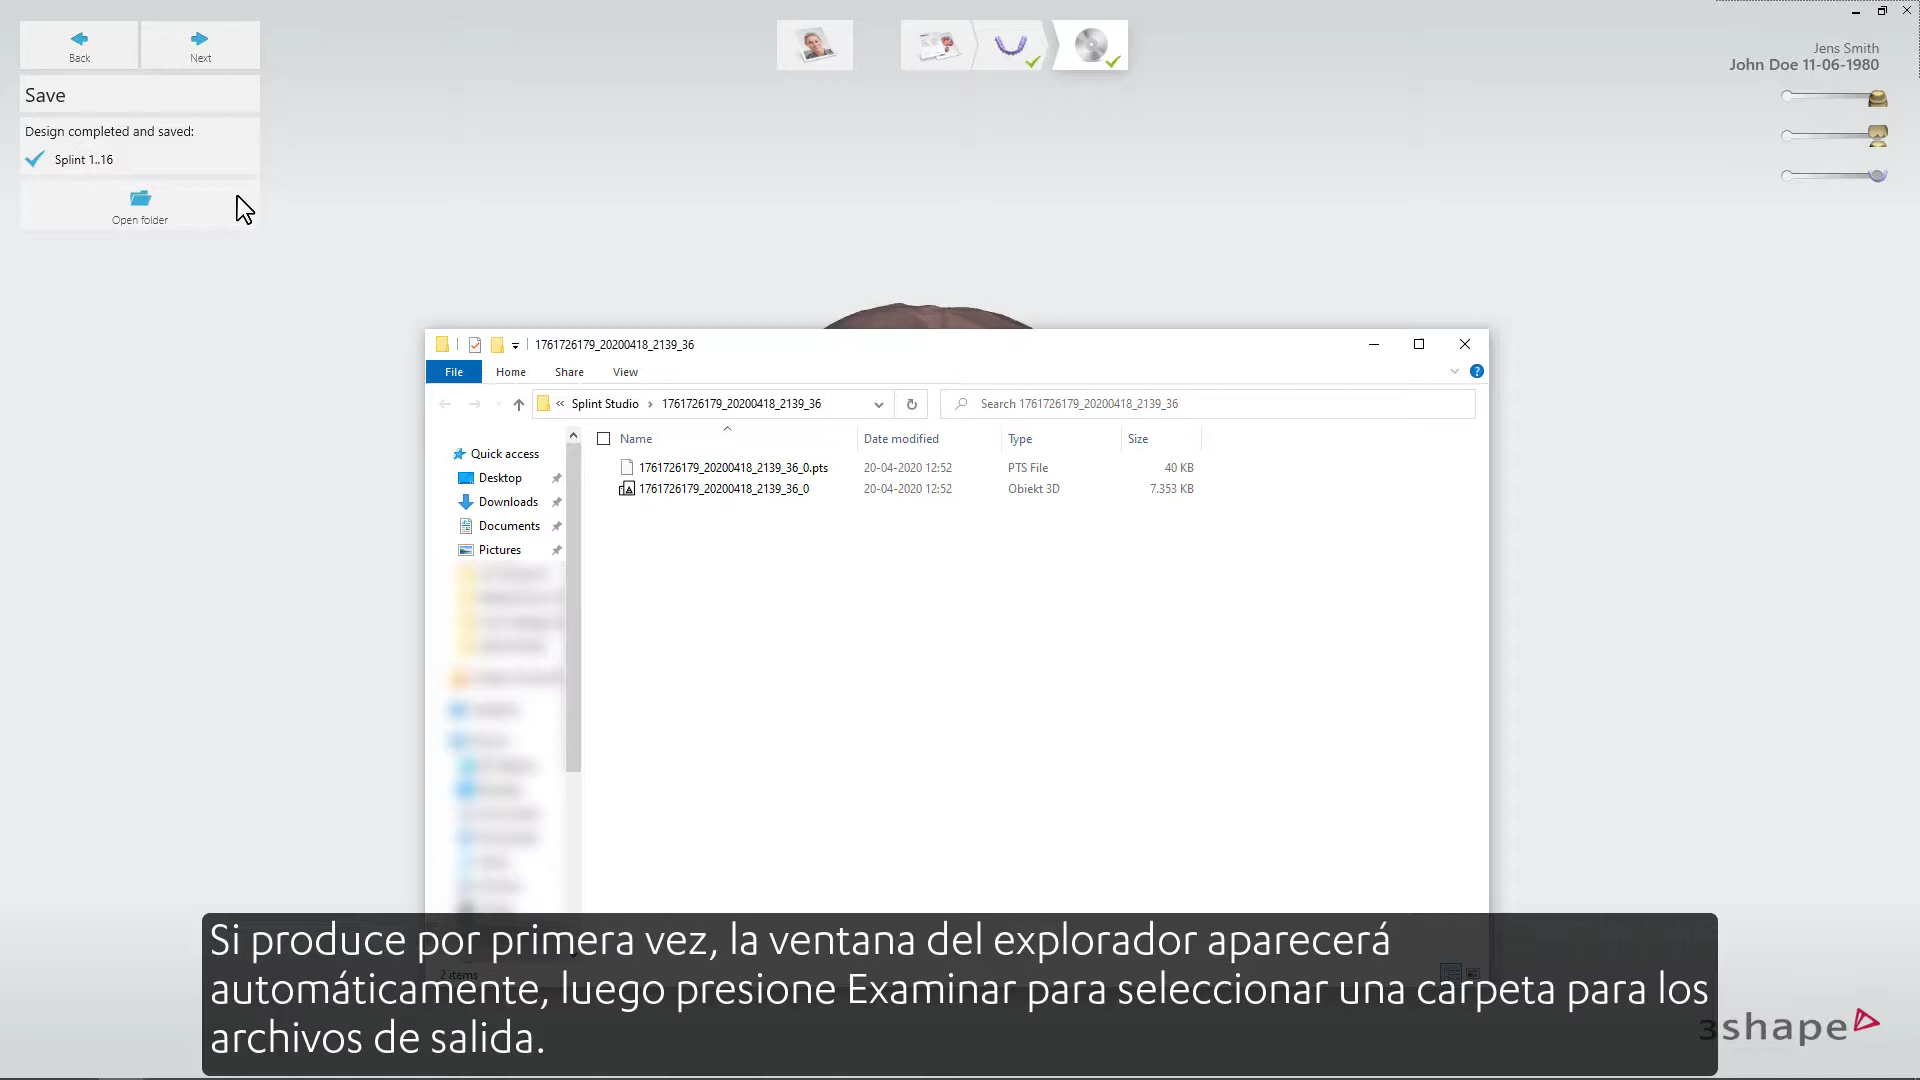 Back
Next
Save
Design completed and saved:
Splint 1..16
Open folder
Jens Smith
John Doe 11-06-1980
1761726179_20200418_2139_36
File
Home
Share
View
« Splint Studio › 1761726179_20200418_2139_36
Search 1761726179_20200418_2139_36
Name
Date modified
Type
Size
Quick access
Desktop
Downloads
Documents
Pictures
1761726179_20200418_2139_36_0.pts 20-04-2020 12:52 PTS File 40 KB
1761726179_20200418_2139_36_0 20-04-2020 12:52 Obiekt 3D 7.353 KB
2 items
Si produce por primera vez, la ventana del explorador aparecerá
automáticamente, luego presione Examinar para seleccionar una carpeta para los
archivos de salida.
3shape